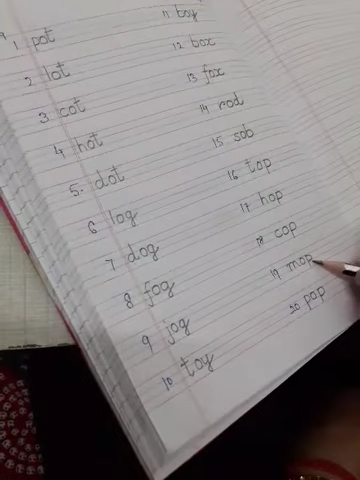 1 pot
2 lot
3. cot
4 hot
5. dot
6 log
7 dog
8 fog
9 jog
10 toy
11 boy
12 box
13 fox
14 rod
15 sob
16 top
17 hop
18 cop
19 mop
20 pop